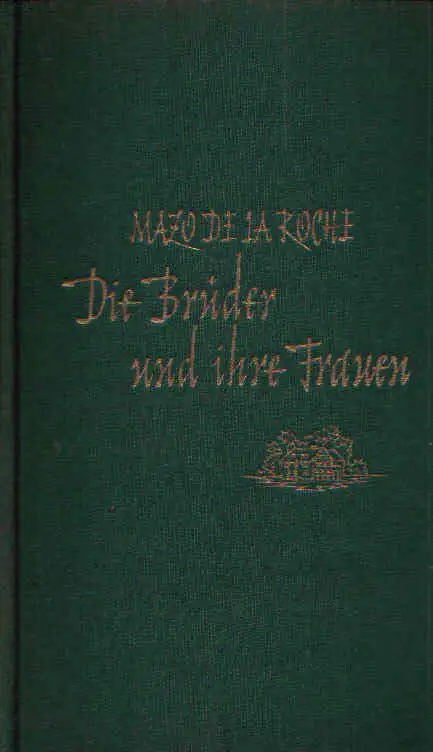 MAZO DE LA ROCHE
Die Brüder
und ihre Frauen